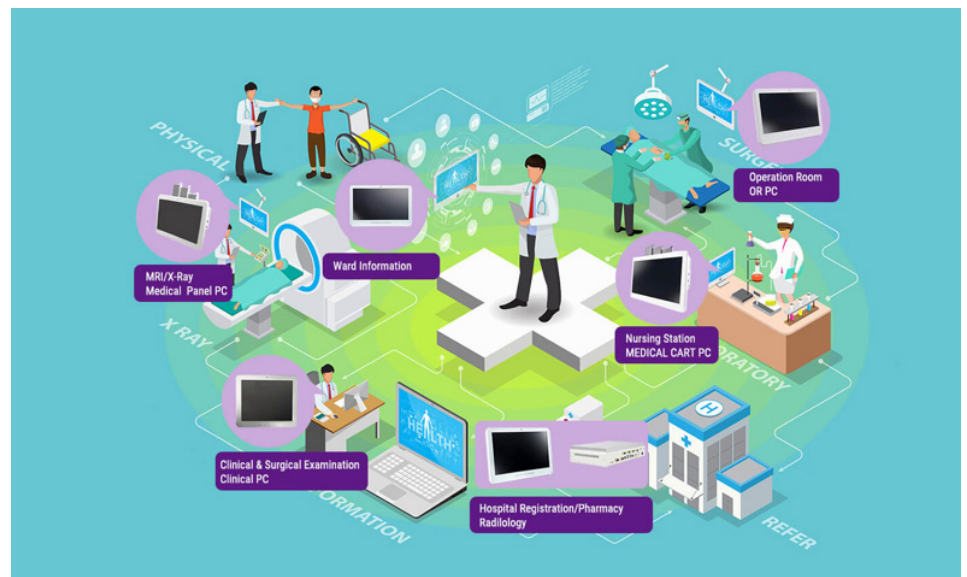 PHYSICAL
SURGE
Operation Room
OR PC
Ward Information
MRI/X-Ray
Medical Panel PC
HEALTH
Nursing Station
MEDICAL CART PC
X RAY
ORATORY
HEALTH
Clinical & Surgical Examination
Clinical PC
Hospital Registration/Pharmacy
Radilology
ORMATION
H
REFER